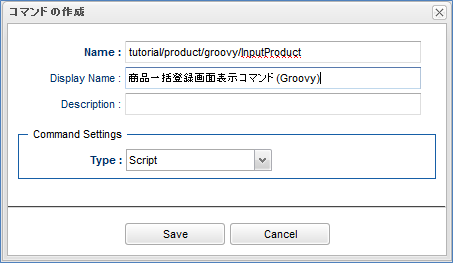 コマンドの作成
Name : tutorial/product/groovy/InputProduct
Display Name : 商品一括登録画面表示コマンド(Groovy)
Description :
Command Settings
Type : Script
Save Cancel